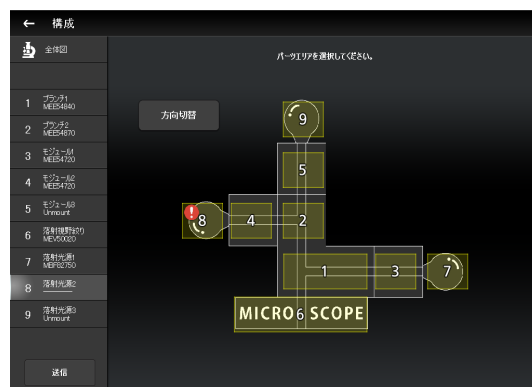 ← 構成
全体図
パーツエリアを選択してください。
方向切替
1 ブランチ1
MEE54840
2 ブランチ2
MEE54870
3 モジュール1
MEE54720
4 モジュール2
MEE54720
5 モジュール3
Unmount
6 落射視野絞り
MEV50020
7 落射光源1
MBF82750
8 落射光源2
9 落射光源3
Unmount
送信
9
5
8
4
2
1
3
7
MICRO6 SCOPE